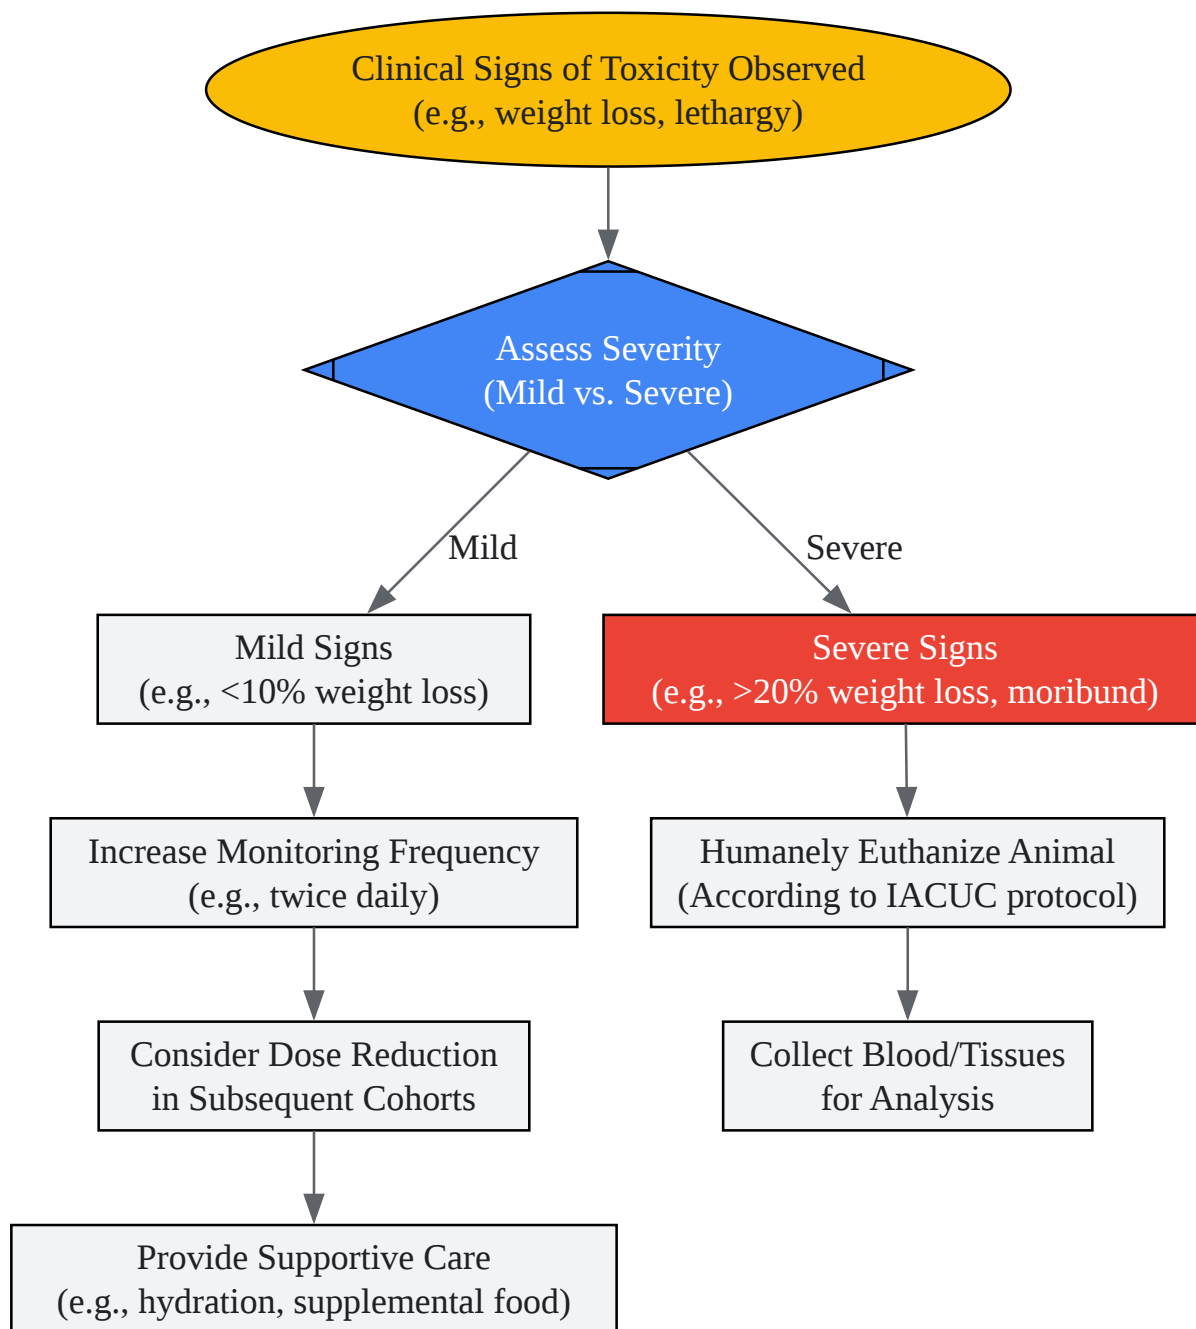 Clinical Signs of Toxicity Observed
(e.g., weight loss, lethargy)
Assess Severity
(Mild vs. Severe)
Mild
Severe
Mild Signs
(e.g., <10% weight loss)
Severe Signs
(e.g., >20% weight loss, moribund)
Increase Monitoring Frequency
(e.g., twice daily)
Humanely Euthanize Animal
(According to IACUC protocol)
Consider Dose Reduction
in Subsequent Cohorts
Collect Blood/Tissues
for Analysis
Provide Supportive Care
(e.g., hydration, supplemental food)